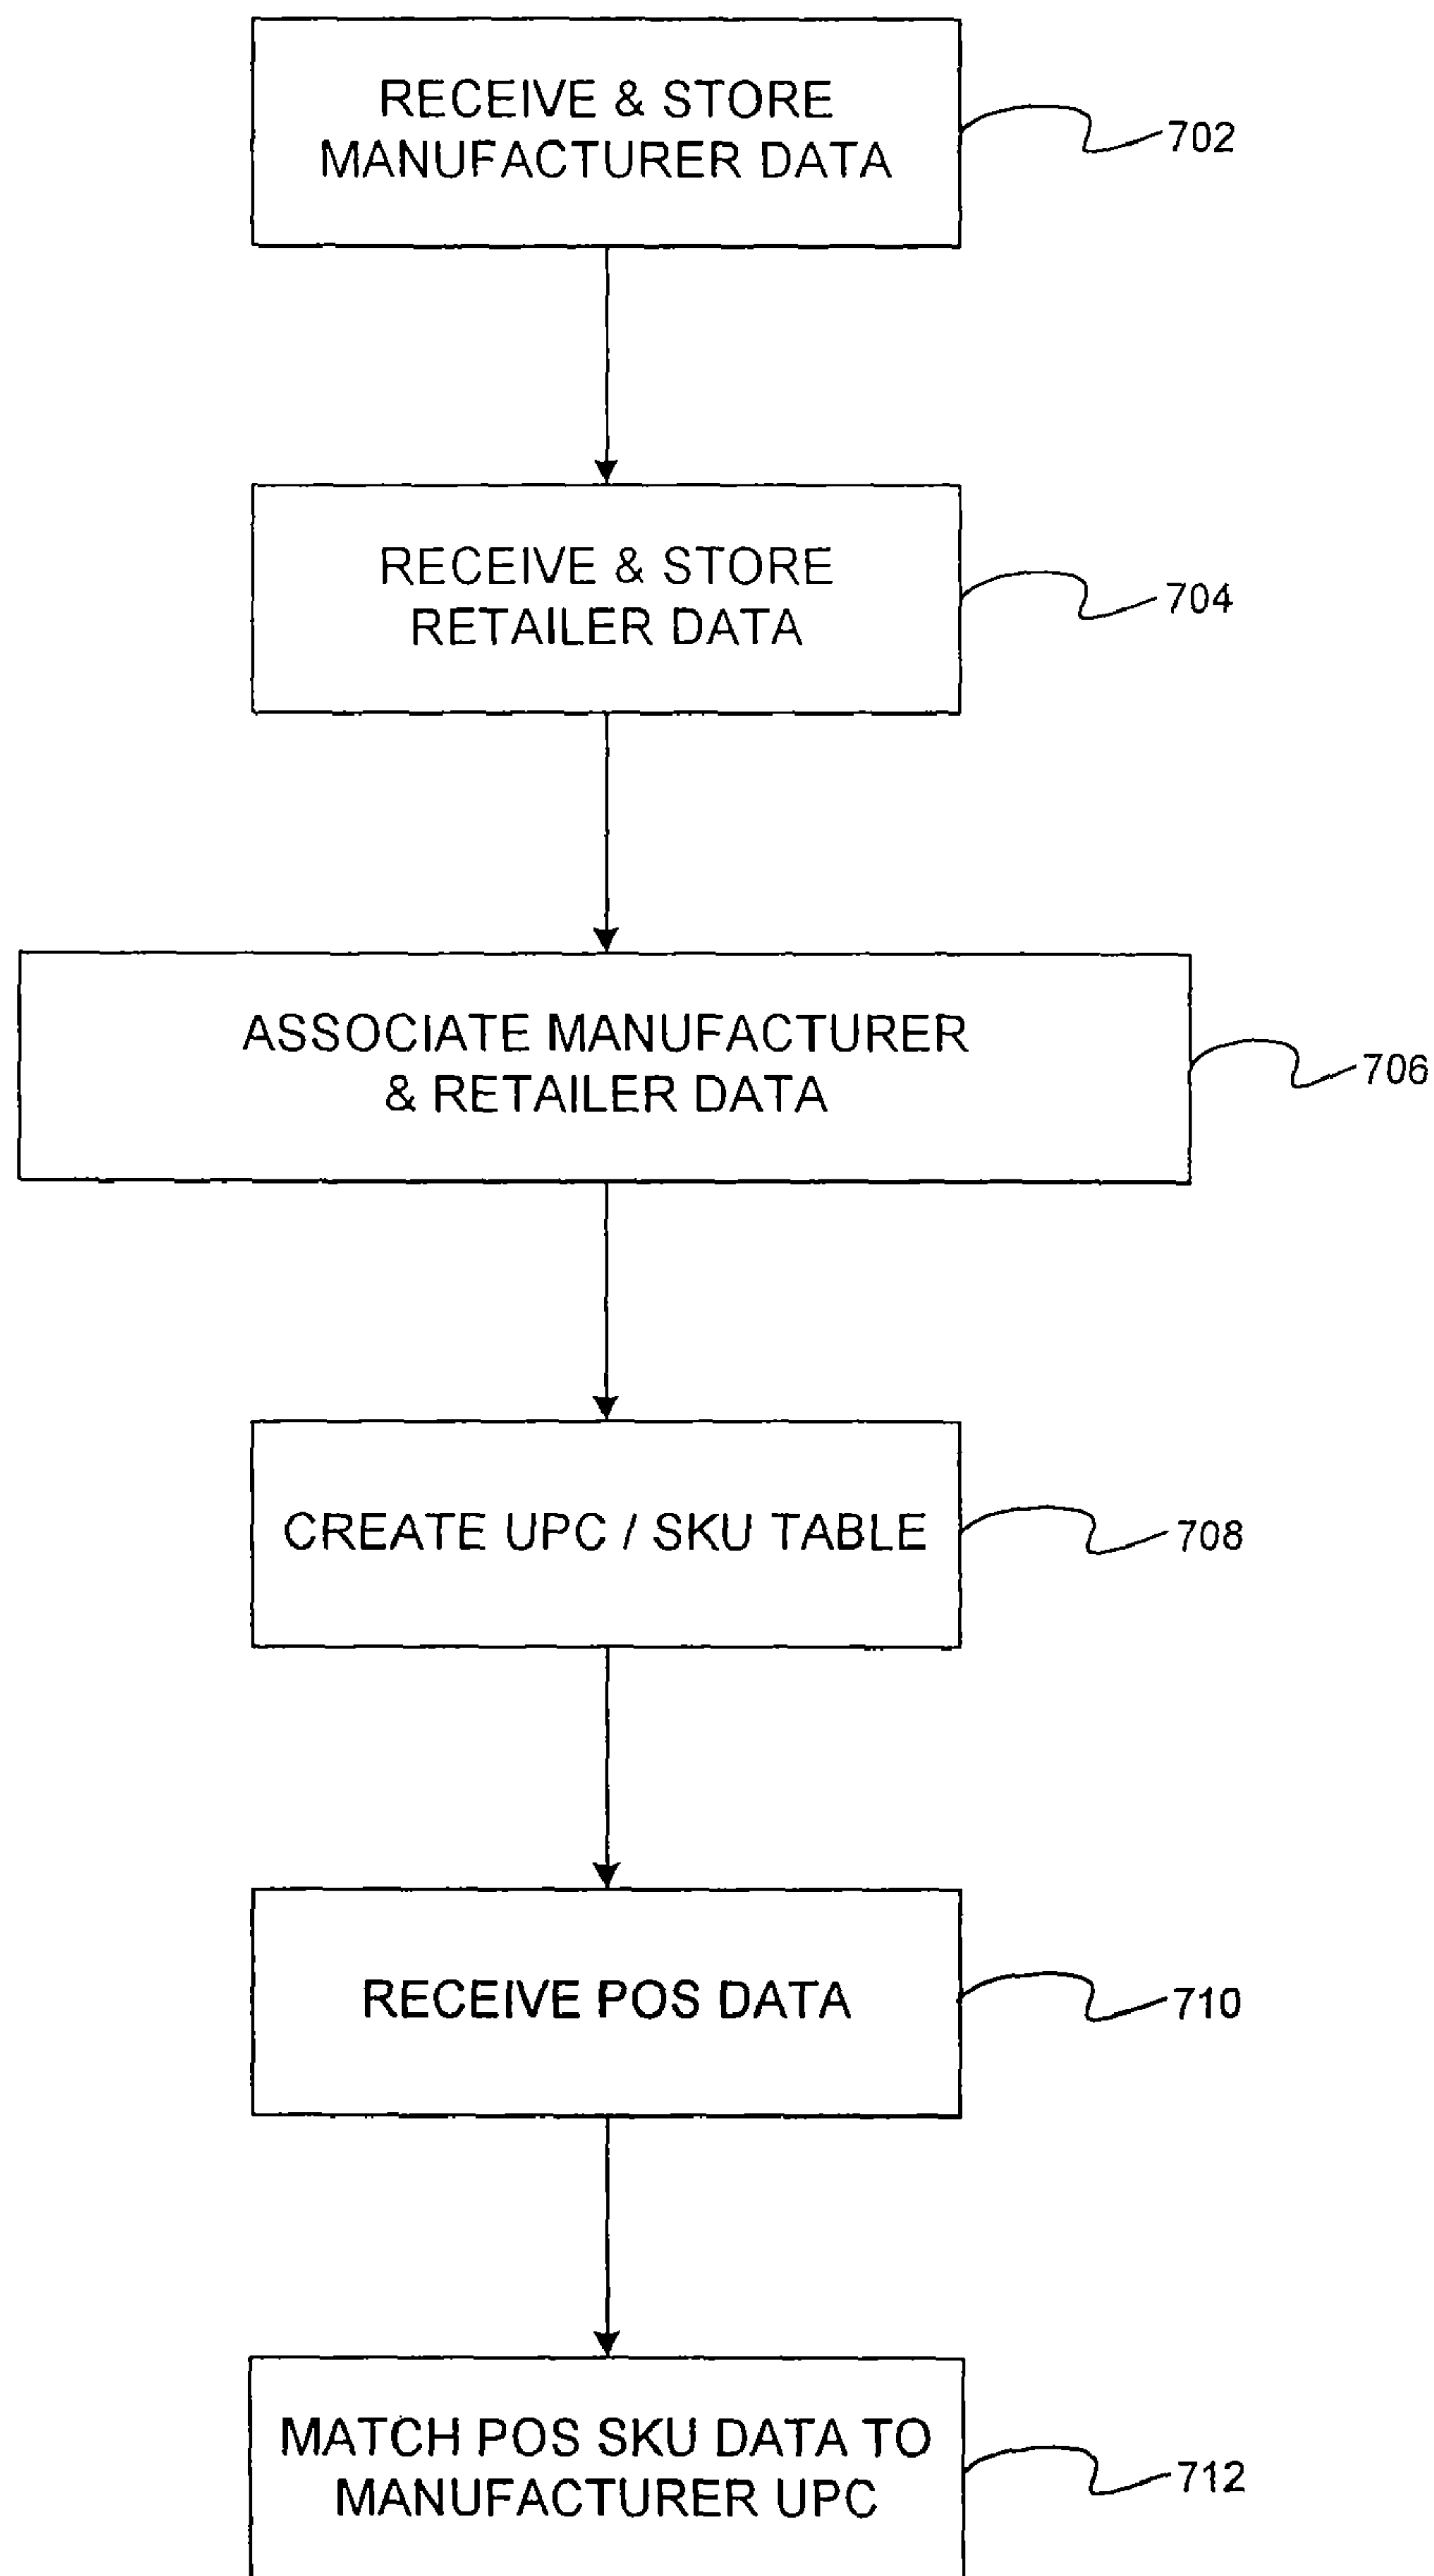 RECEIVE & STORE
MANUFACTURER DATA
702
RECEIVE & STORE
RETAILER DATA
704
ASSOCIATE MANUFACTURER
& RETAILER DATA
706
CREATE UPC / SKU TABLE
708
RECEIVE POS DATA
710
MATCH POS SKU DATA TO
MANUFACTURER UPC
712